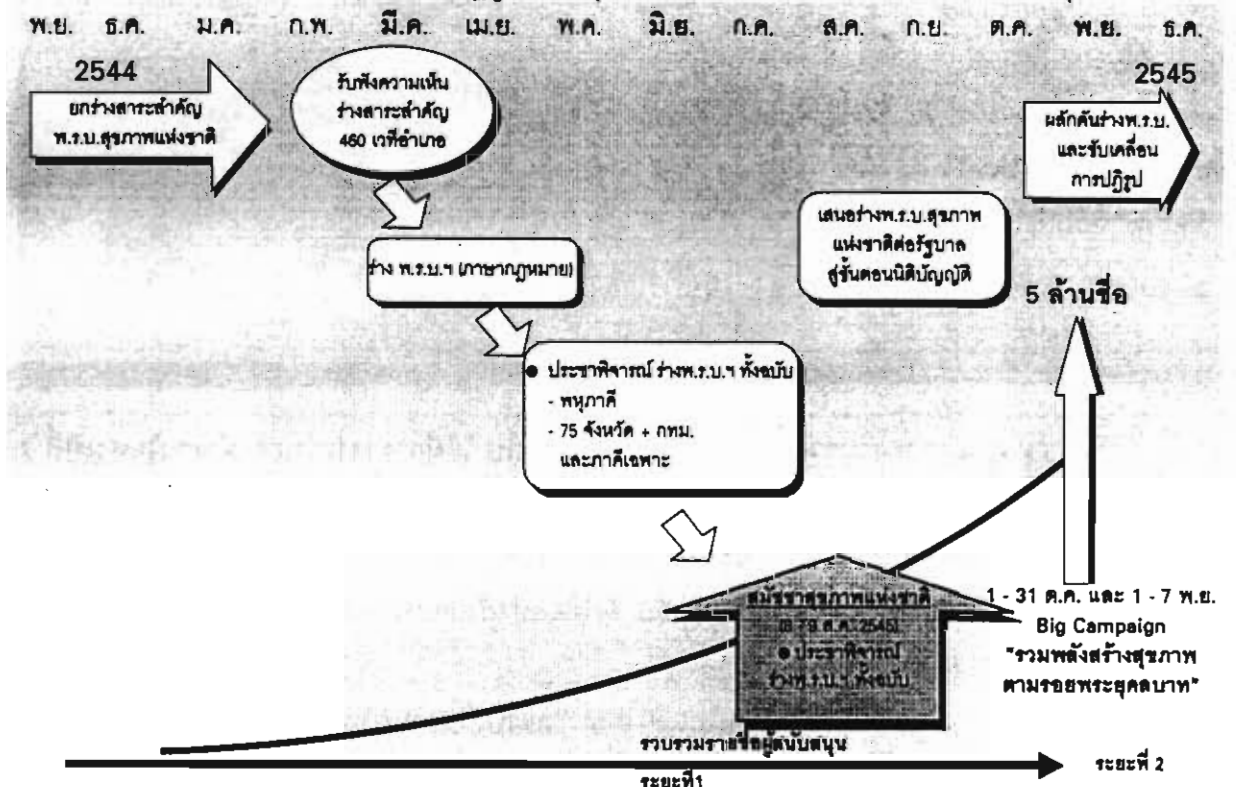 พ.ย. ธ.ค. ม.ค. ก.พ. มี.ค. เม.ย. พ.ค. มิ.ย. ก.ค. ส.ค. ก.ย. ต.ค. พ.ย. ธ.ค.
2544
ยกร่างสาระสำคัญ
พ.ร.บ.สุขภาพแห่งชาติ
รับฟังความเห็น
ร่างสาระสำคัญ
460 เวทีอำเภอ
2545
ผลักดันร่างพ.ร.บ.
และขับเคลื่อน
การปฏิรูป
เสนอร่างพ.ร.บ.สุขภาพ
แห่งชาติต่อรัฐบาล
สู่ขั้นตอนนิติบัญญัติ
ร่าง พ.ร.บ.ฯ (ภาษากฎหมาย)
5 ล้านชื่อ
● ประชาพิจารณ์ ร่างพ.ร.บ.ฯ ทั้งฉบับ
- พหุภาคี
- 75 จังหวัด + กทม.
และภาคีเฉพาะ
สมัชชาสุขภาพแห่งชาติ
ส.ค. 2545)
● ประชาพิจารณ์
ร่างพ.ร.บ.ฯ ทั้งฉบับ
1 - 31 ต.ค. และ 1 - 7 พ.ย.
Big Campaign
"รวมพลังสร้างสุขภาพ
ตามรอยพระยุคลบาท"
รวบรวมรายชื่อผู้สนับสนุน
ระยะที่1
ระยะที่ 2